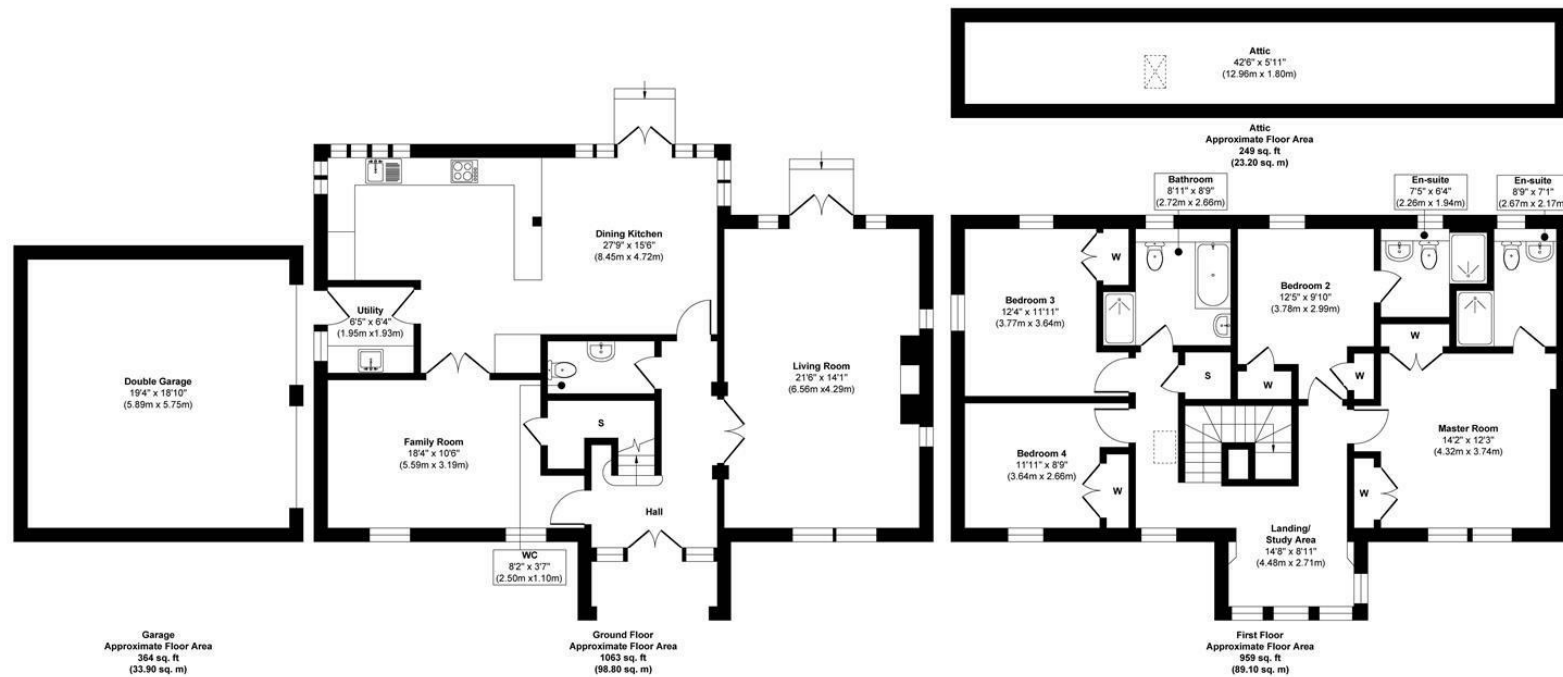 Attic
42'6" x 5'11"
(12.96m x 1.80m)
Attic
Approximate Floor Area
249 sq. ft
(23.20 sq. m)
Double Garage
19'4" x 18'10"
(5.89m x 5.75m)
Garage
Approximate Floor Area
364 sq. ft
(33.90 sq. m)
Dining Kitchen
27'9" x 15'6"
(8.45m x 4.72m)
Utility
6'5" x 6'4"
(1.95m x1.93m)
Family Room
18'4" x 10'6"
(5.59m x 3.19m)
S
Hall
WC
8'2" x 3'7"
(2.50m x1.10m)
Living Room
21'6" x 14'1"
(6.56m x4.29m)
Ground Floor
Approximate Floor Area
1063 sq. ft
(98.80 sq. m)
Bathroom
8'11" x 8'9"
(2.72m x 2.66m)
En-suite
7'5" x 6'4"
(2.26m x 1.94m)
En-suite
8'9" x 7'1"
(2.67m x 2.17m)
W
Bedroom 3
12'4" x 11'11"
(3.77m x 3.64m)
Bedroom 2
12'5" x 9'10"
(3.78m x 2.99m)
W
S
W
W
Bedroom 4
11'11" x 8'9"
(3.64m x 2.66m)
W
Master Room
14'2" x 12'3"
(4.32m x 3.74m)
W
Landing/
Study Area
14'8" x 8'11"
(4.48m x 2.71m)
First Floor
Approximate Floor Area
959 sq. ft
(89.10 sq. m)